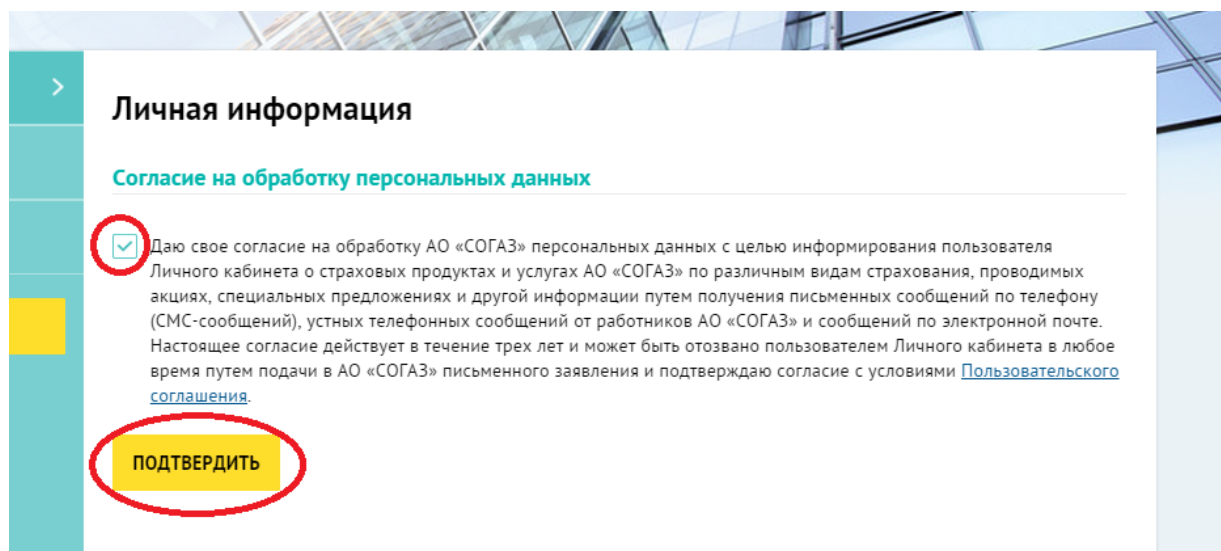 Личная информация
Согласие на обработку персональных данных
Даю свое согласие на обработку АО «СОГАЗ» персональных данных с целью информирования пользователя
Личного кабинета о страховых продуктах и услугах АО «СОГАЗ» по различным видам страхования, проводимых
акциях, специальных предложениях и другой информации путем получения письменных сообщений по телефону
(СМС-сообщений), устных телефонных сообщений от работников АО «СОГАЗ» и сообщений по электронной почте.
Настоящее согласие действует в течение трех лет и может быть отозвано пользователем Личного кабинета в любое
время путем подачи в АО «СОГАЗ» письменного заявления и подтверждаю согласие с условиями Пользовательского
соглашения.
ПОДТВЕРДИТЬ